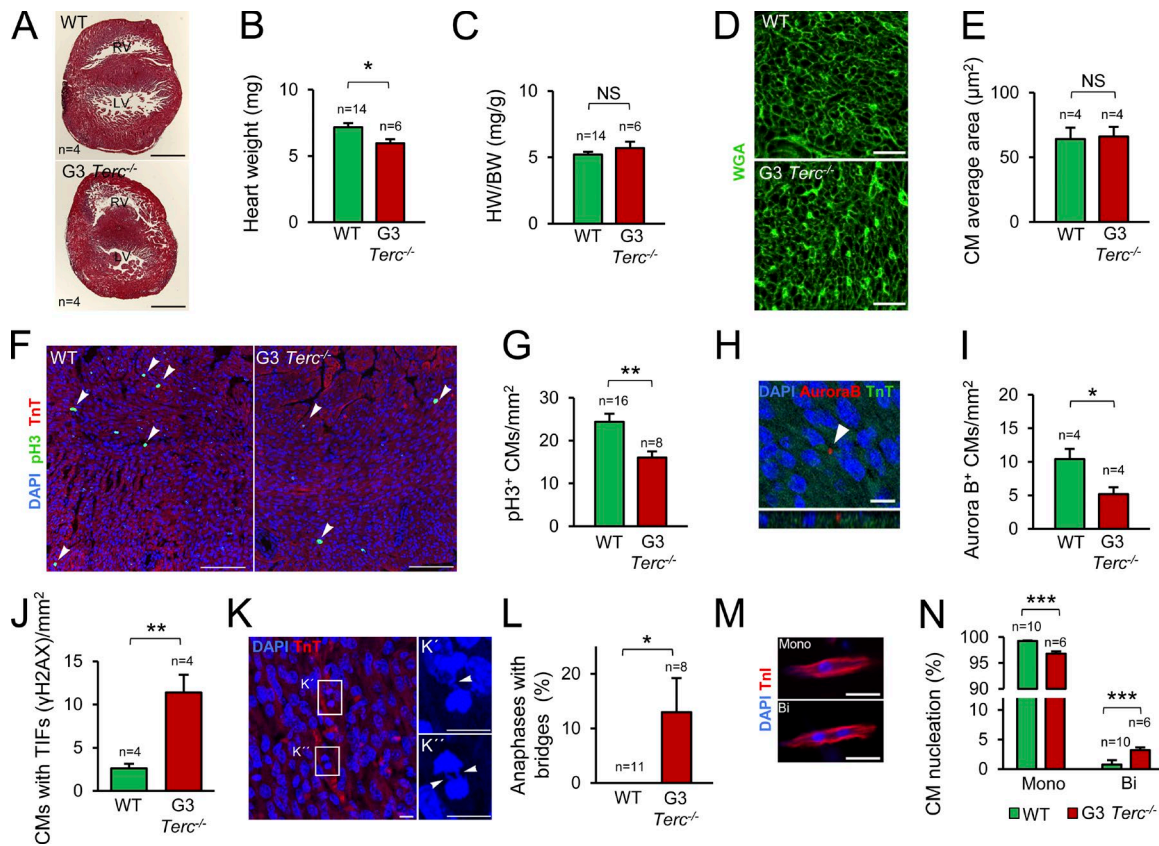 A
WT
RV
LV
n=4
G3 Terc-/-
RV
LV
n=4
B
Heart weight (mg)
10
5
0
*
n=14
n=6
WT
G3
Terc-/-
C
HW/BW (mg/g)
10
5
0
NS
n=14
n=6
WT
G3
Terc-/-
D
WGA
WT
G3 Terc-/-
E
CM average area (µm2)
100
50
0
NS
n=4
n=4
WT
G3
Terc-/-
F
DAPI pH3 TnT
WT
G3 Terc-/-
G
pH3+ CMs/mm2
30
20
10
0
**
n=16
n=8
WT
G3
Terc-/-
H
DAPI AuroraB TnT
I
Aurora B+ CMs/mm2
20
15
10
5
0
*
n=4
n=4
WT
G3
Terc-/-
J
CMs with TIFs (γH2AX)/mm2
15
10
5
0
**
n=4
n=4
WT
G3
Terc-/-
K
DAPI TnT
K´
K´´
K´
K´´
L
Anaphases with
bridges (%)
20
10
0
*
n=11
n=8
WT
G3
Terc-/-
M
DAPI TnI
Mono
Bi
N
CM nucleation (%)
100
95
90
10
5
0
***
n=10
n=6
***
n=10
n=6
Mono
Bi
WT
G3 Terc-/-